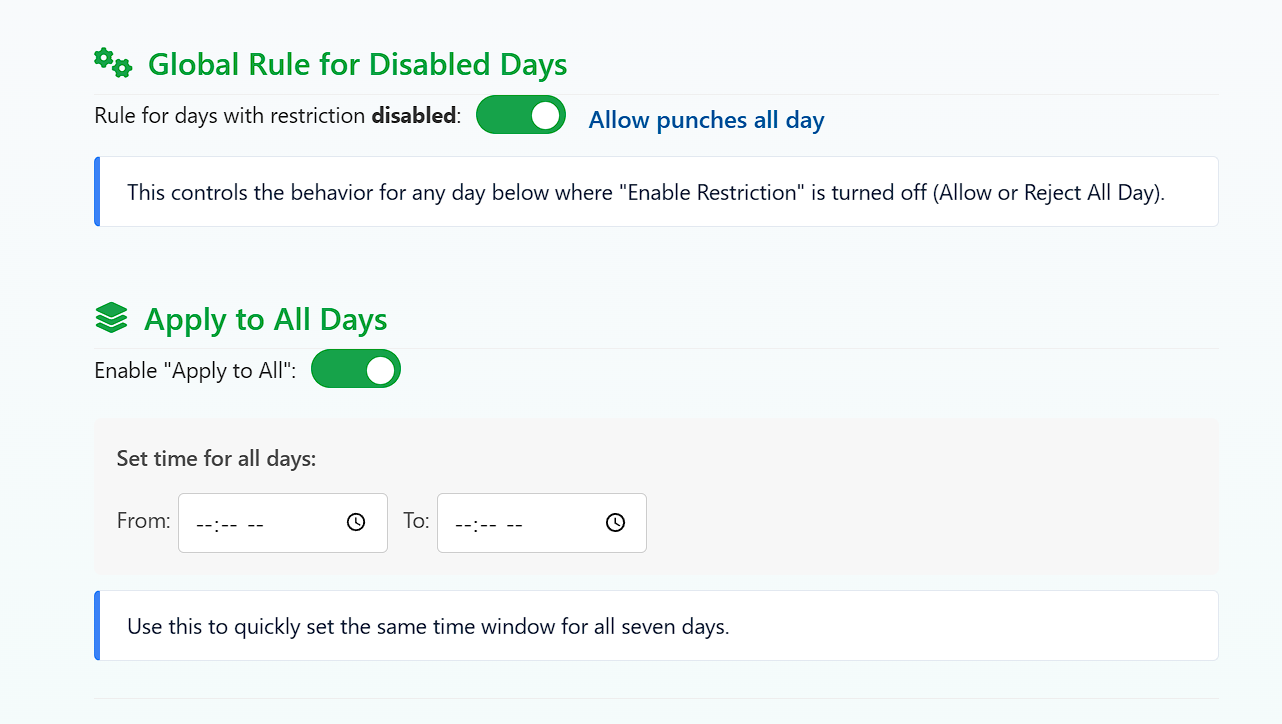 Global Rule for Disabled Days
Rule for days with restriction disabled: Allow punches all day
This controls the behavior for any day below where "Enable Restriction" is turned off (Allow or Reject All Day).
Apply to All Days
Enable "Apply to All":
Set time for all days:
From: --:-- -- To: --:-- --
Use this to quickly set the same time window for all seven days.